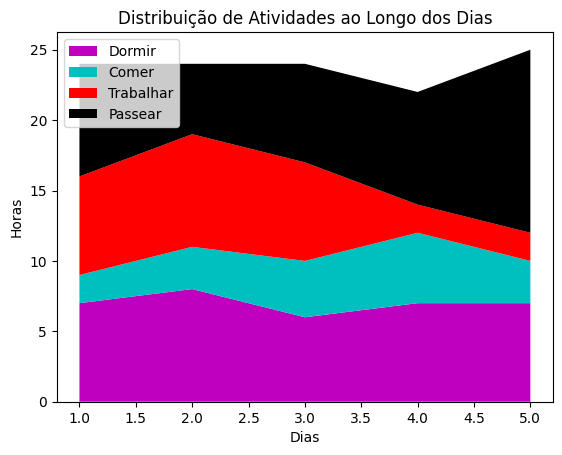 Distribuição de Atividades ao Longo dos Dias
Dormir
Comer
Trabalhar
Passear
Horas
25
20
15
10
5
0
1.0 1.5 2.0 2.5 3.0 3.5 4.0 4.5 5.0
Dias